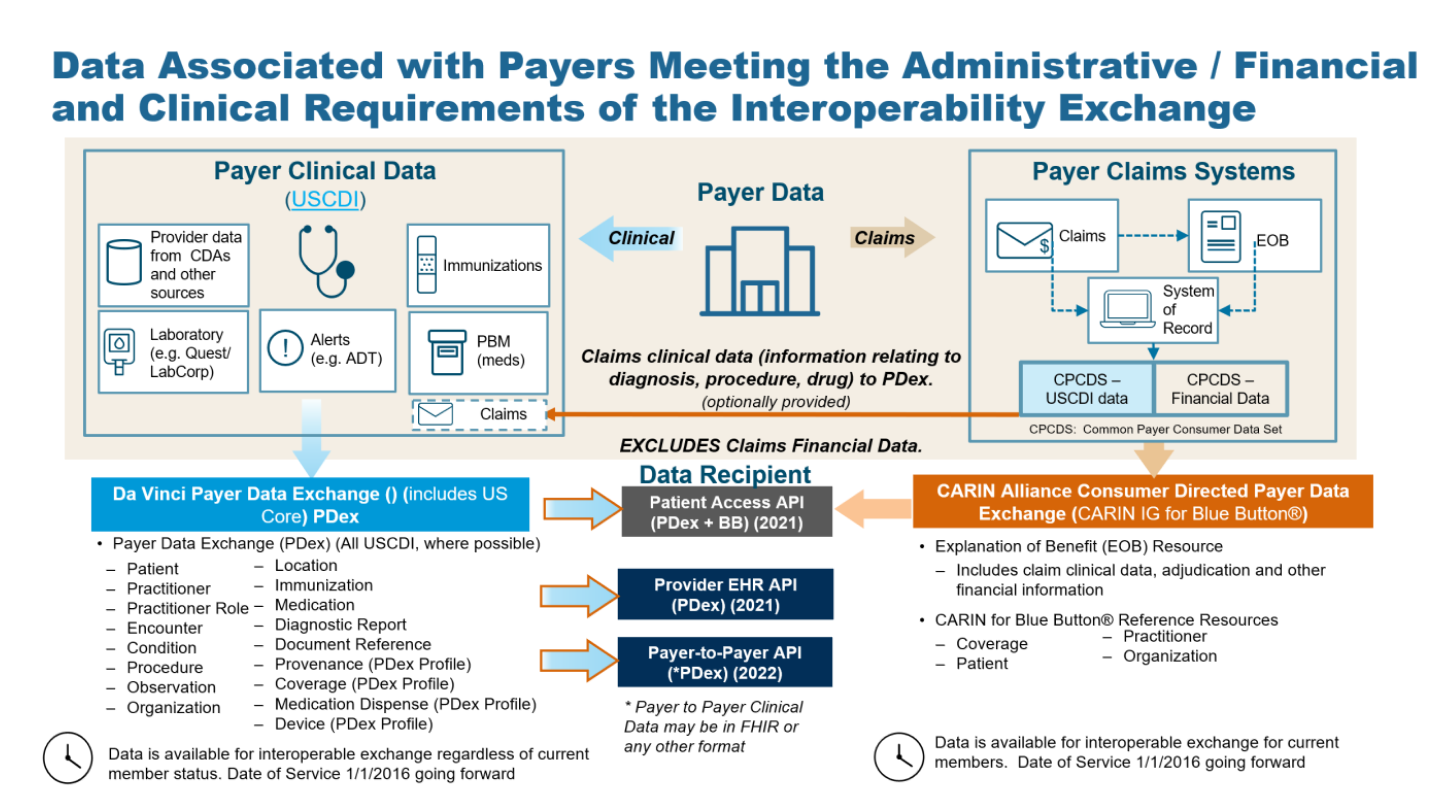 Data Associated with Payers Meeting the Administrative / Financial
and Clinical Requirements of the Interoperability Exchange
Payer Clinical Data
(USCDI)
Provider data
from CDAs
and other
sources
Immunizations
Laboratory
(e.g. Quest/
LabCorp)
!
Alerts
(e.g. ADT)
PBM
(meds)
Claims
Payer Data
Clinical
Claims
Claims clinical data (information relating to
diagnosis, procedure, drug) to PDex.
(optionally provided)
EXCLUDES Claims Financial Data.
Payer Claims Systems
$
Claims
EOB
System
of
Record
CPCDS –
USCDI data
CPCDS –
Financial Data
CPCDS: Common Payer Consumer Data Set
Da Vinci Payer Data Exchange () (includes US
Core) PDex
• Payer Data Exchange (PDex) (All USCDI, where possible)
– Patient
– Practitioner
– Practitioner Role
– Encounter
– Condition
– Procedure
– Observation
– Organization
– Location
– Immunization
– Medication
– Diagnostic Report
– Document Reference
– Provenance (PDex Profile)
– Coverage (PDex Profile)
– Medication Dispense (PDex Profile)
– Device (PDex Profile)
Data is available for interoperable exchange regardless of current
member status. Date of Service 1/1/2016 going forward
Data Recipient
Patient Access API
(PDex + BB) (2021)
Provider EHR API
(PDex) (2021)
Payer-to-Payer API
(*PDex) (2022)
* Payer to Payer Clinical
Data may be in FHIR or
any other format
CARIN Alliance Consumer Directed Payer Data
Exchange (CARIN IG for Blue Button®)
• Explanation of Benefit (EOB) Resource
– Includes claim clinical data, adjudication and other
financial information
• CARIN for Blue Button® Reference Resources
– Coverage
– Patient
– Practitioner
– Organization
Data is available for interoperable exchange for current
members. Date of Service 1/1/2016 going forward